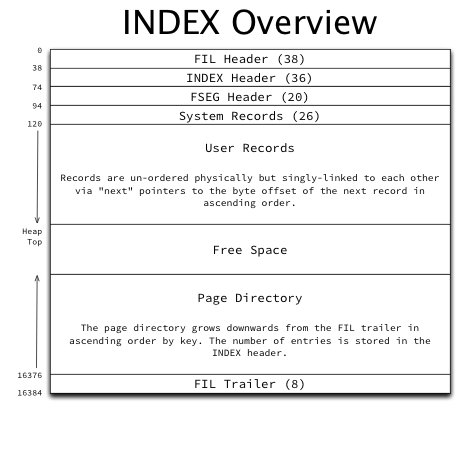 INDEX Overview
0
FIL Header (38)
38
INDEX Header (36)
74
FSEG Header (20)
94
System Records (26)
120
User Records
Records are un-ordered physically but singly-linked to each other
via "next" pointers to the byte offset of the next record in
ascending order.
Heap
Top
Free Space
Page Directory
The page directory grows downwards from the FIL trailer in
ascending order by key. The number of entries is stored in the
INDEX header.
16376
FIL Trailer (8)
16384